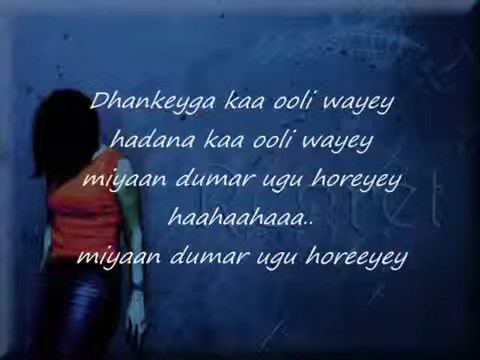 Dhankeyga kaa ooli wayey
hadana kaa ooli wayey
miyaan dumar ugu horeyey
haahaahaaa..
miyaan dumar ugu horeeyey